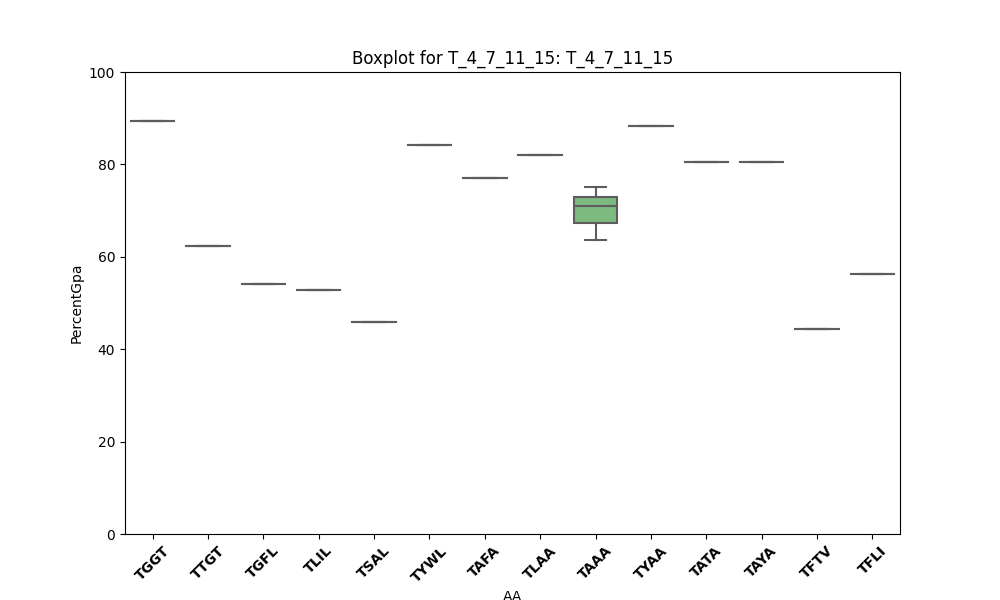 Boxplot for T_4_7_11_15: T_4_7_11_15
100
80
60
40
20
0
PercentGpa
TGGT
TTGT
TGFL
TLIL
TSAL
TYWL
TAFA
TLAA
TAAA
TYAA
TATA
TAYA
TFTV
TFLI
AA